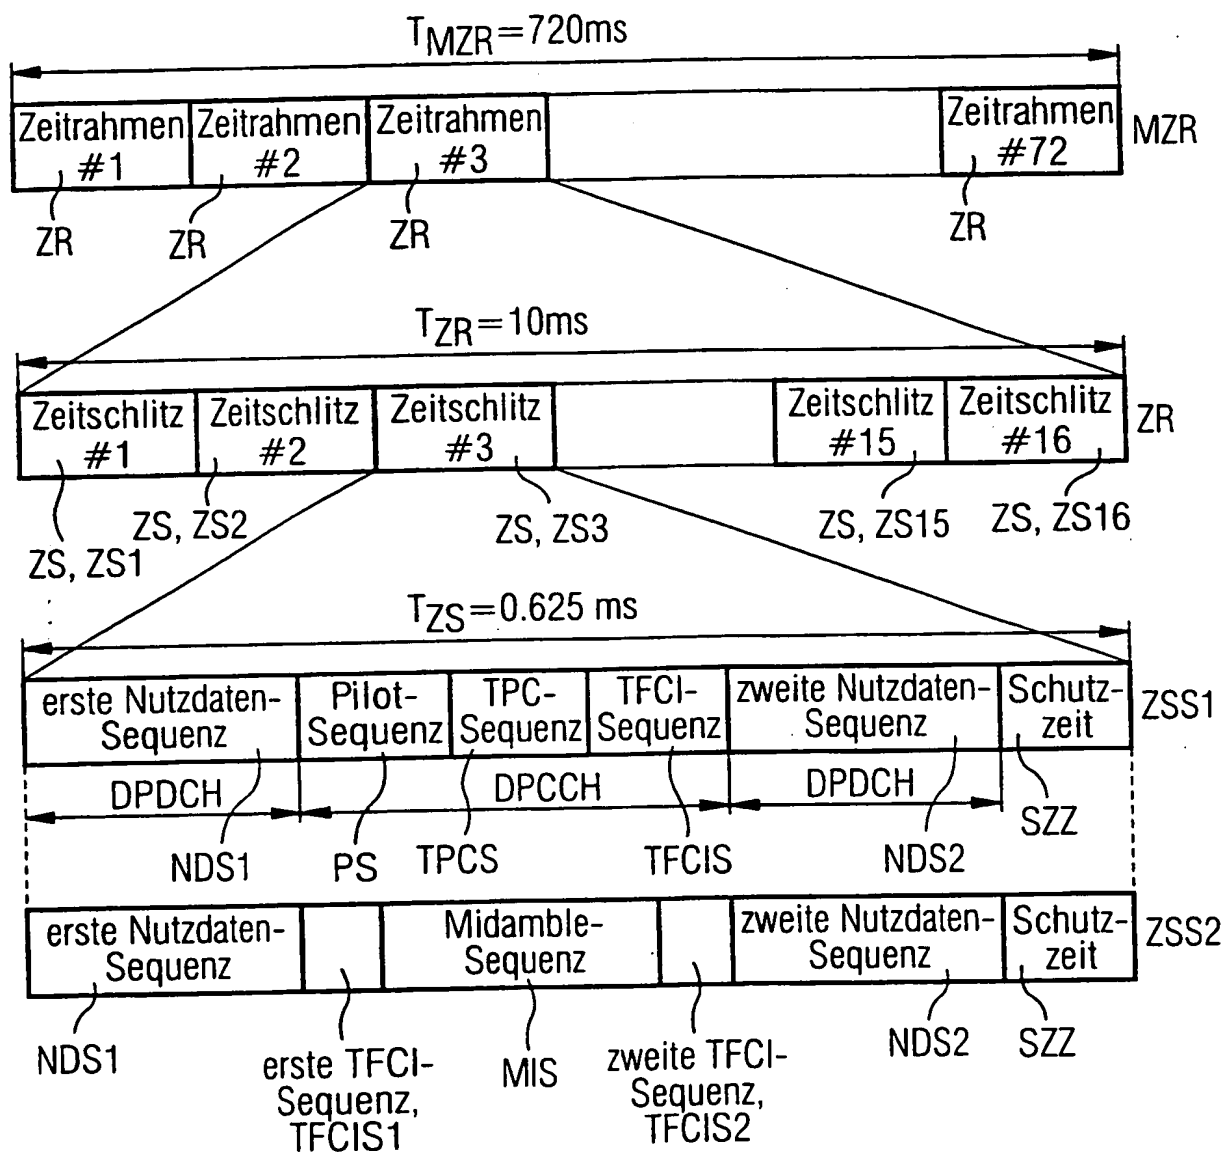 TMZR=720ms
Zeitrahmen #1
Zeitrahmen #2
Zeitrahmen #3
Zeitrahmen #72
MZR
ZR
ZR
ZR
ZR
TZR=10ms
Zeitschlitz #1
Zeitschlitz #2
Zeitschlitz #3
Zeitschlitz #15
Zeitschlitz #16
ZR
ZS, ZS1
ZS, ZS2
ZS, ZS3
ZS, ZS15
ZS, ZS16
TZS=0.625 ms
erste Nutzdaten-
Sequenz
Pilot-
Sequenz
TPC-
Sequenz
TFCI-
Sequenz
zweite Nutzdaten-
Sequenz
Schutz-
zeit
ZSS1
DPDCH
DPCCH
DPDCH
NDS1
PS
TPCS
TFCIS
NDS2
SZZ
erste Nutzdaten-
Sequenz
Midamble-
Sequenz
zweite Nutzdaten-
Sequenz
Schutz-
zeit
ZSS2
NDS1
erste TFCI-
Sequenz,
TFCIS1
MIS
zweite TFCI-
Sequenz,
TFCIS2
NDS2
SZZ